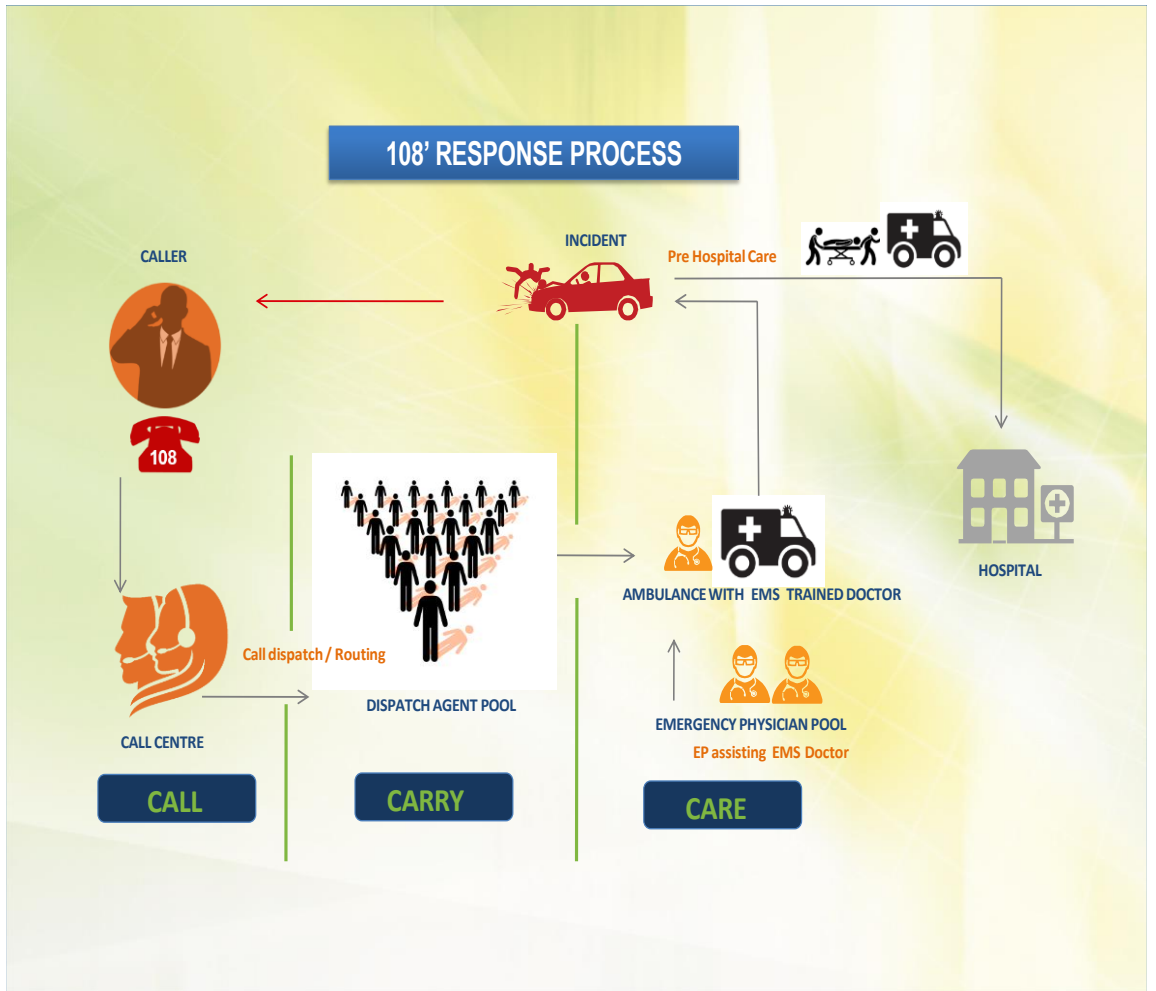 108' RESPONSE PROCESS
INCIDENT
CALLER
Pre Hospital Care
108
HOSPITAL
AMBULANCE WITH EMS TRAINED DOCTOR
Call dispatch / Routing
DISPATCH AGENT POOL
EMERGENCY PHYSICIAN POOL
CALL CENTRE
EP assisting EMS Doctor
CALL
CARRY
CARE